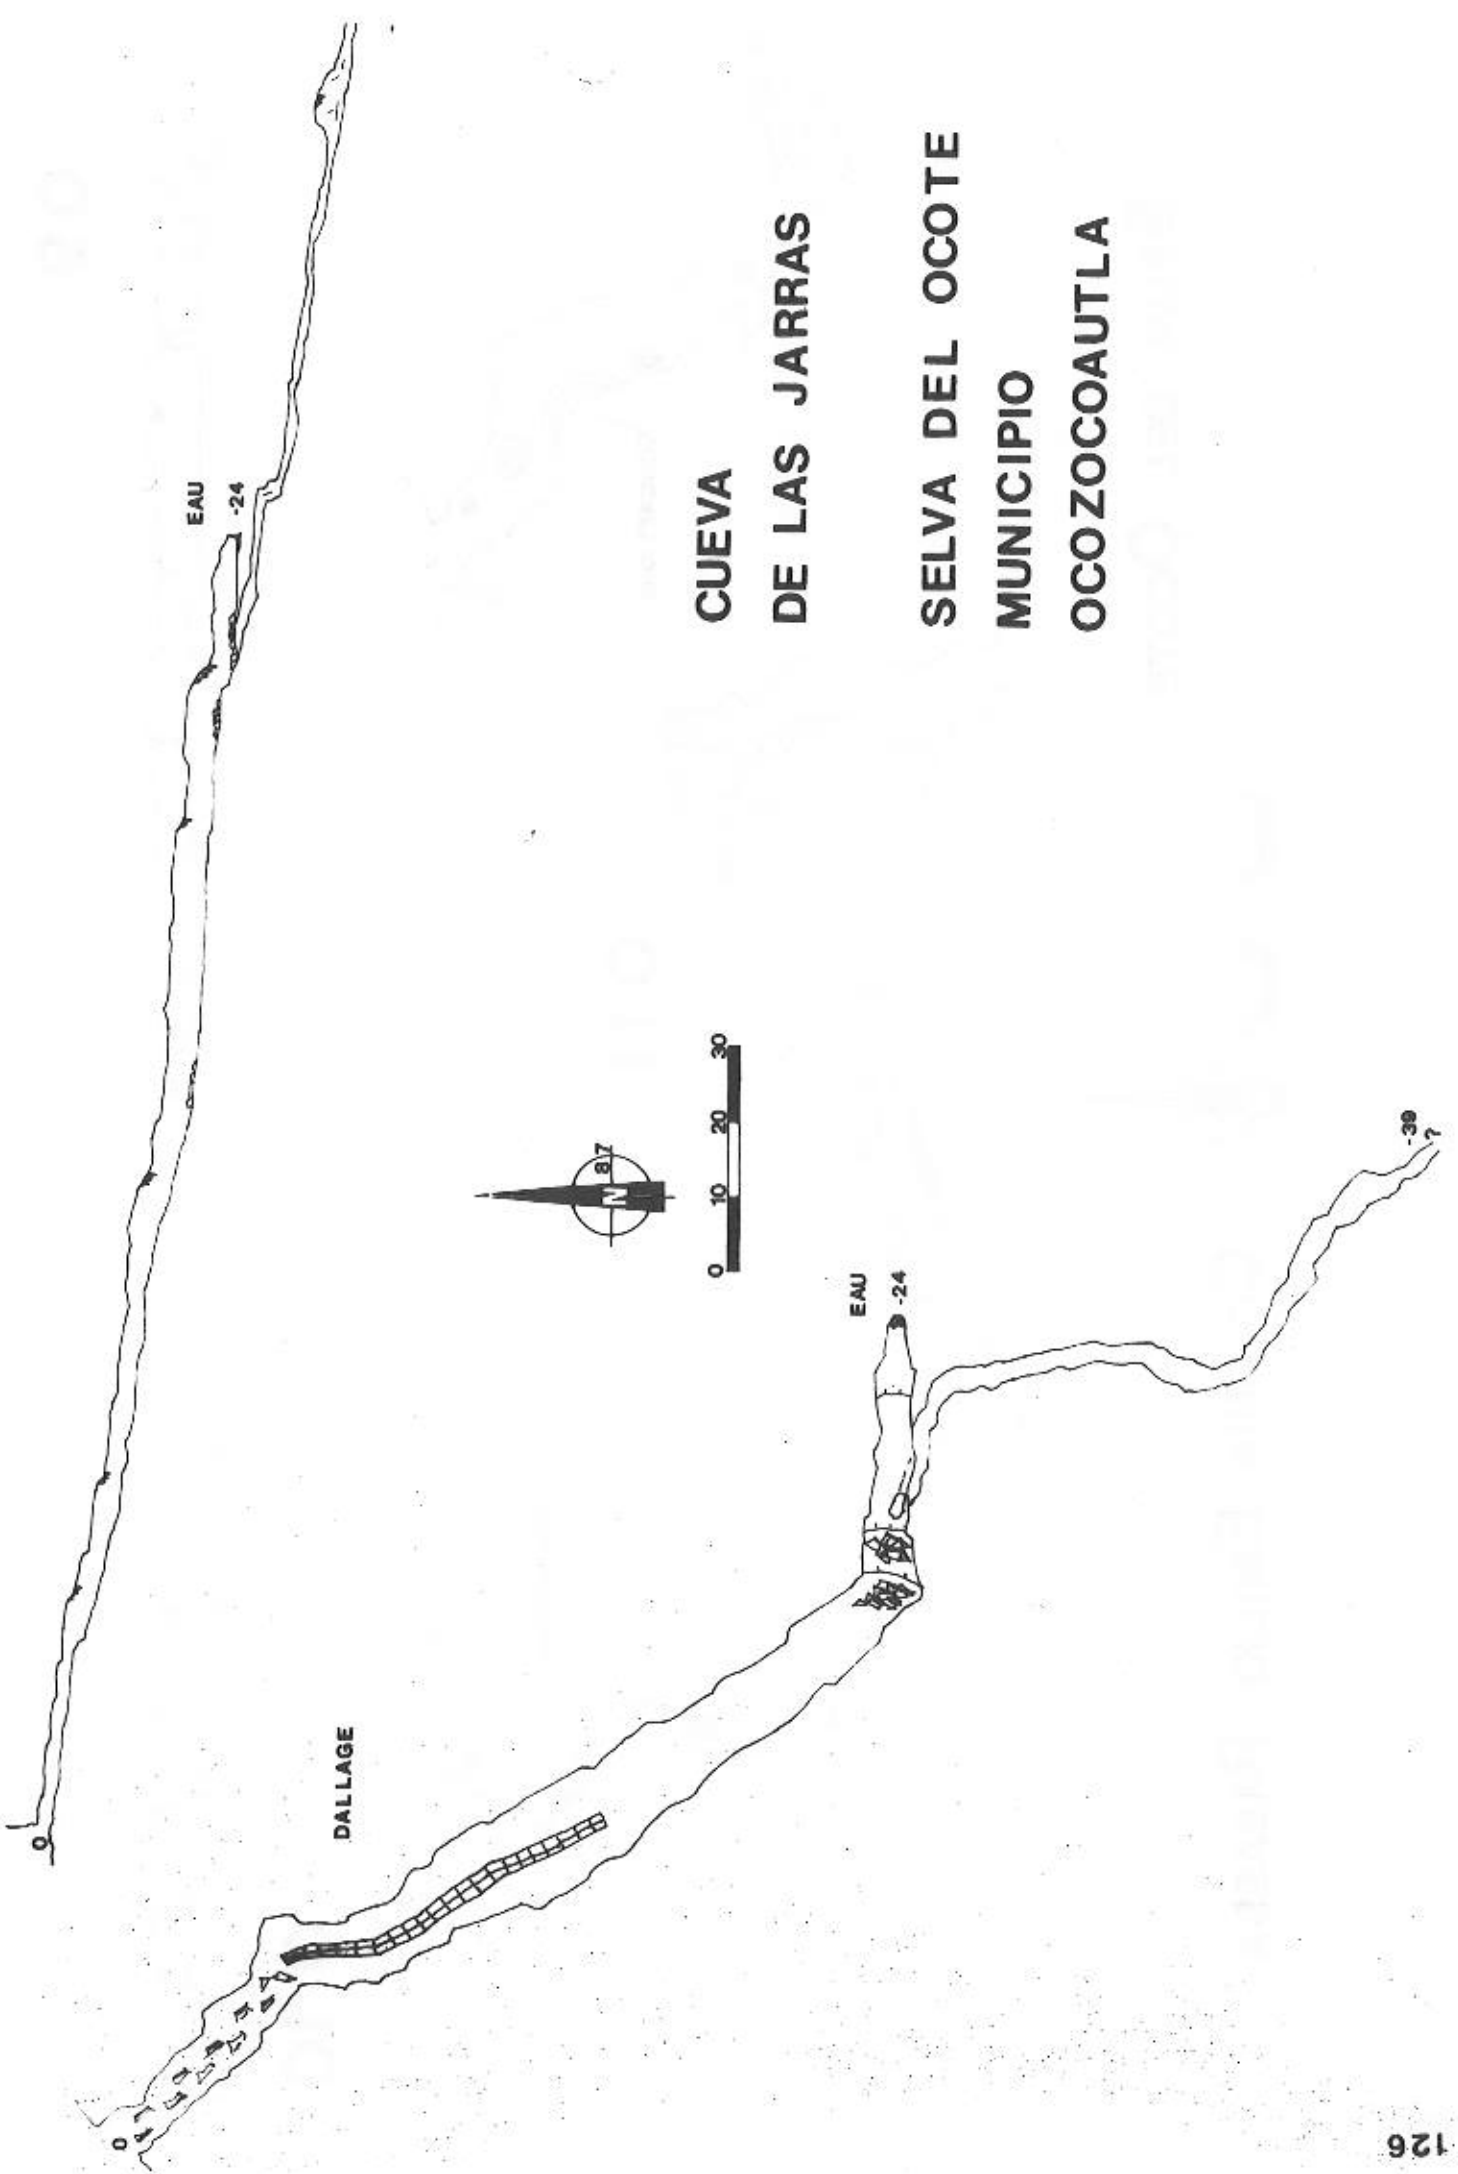 0
EAU
-24
CUEVA
DE LAS JARRAS
SELVA DEL OCOTE
MUNICIPIO
OCOZOCOAUTLA
N
87
0 10 20 30
DALLAGE
0
EAU
-24
-39
?
126